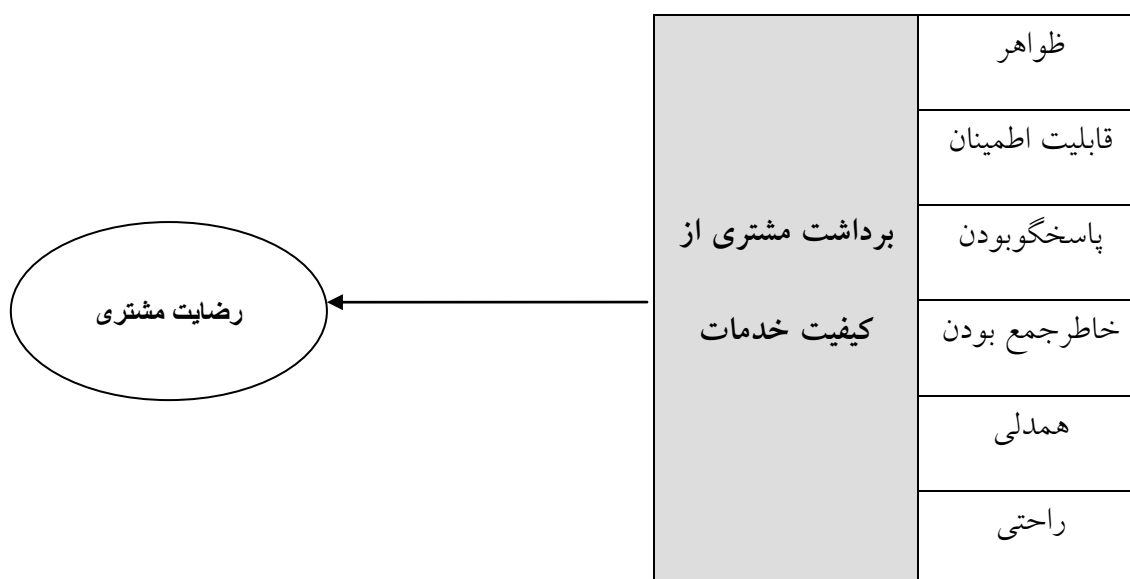 ظواهر
قابلیت اطمینان
پاسخگوبودن
خاطرجمع بودن
همدلی
راحتی
برداشت مشتری از
کیفیت خدمات
رضایت مشتری